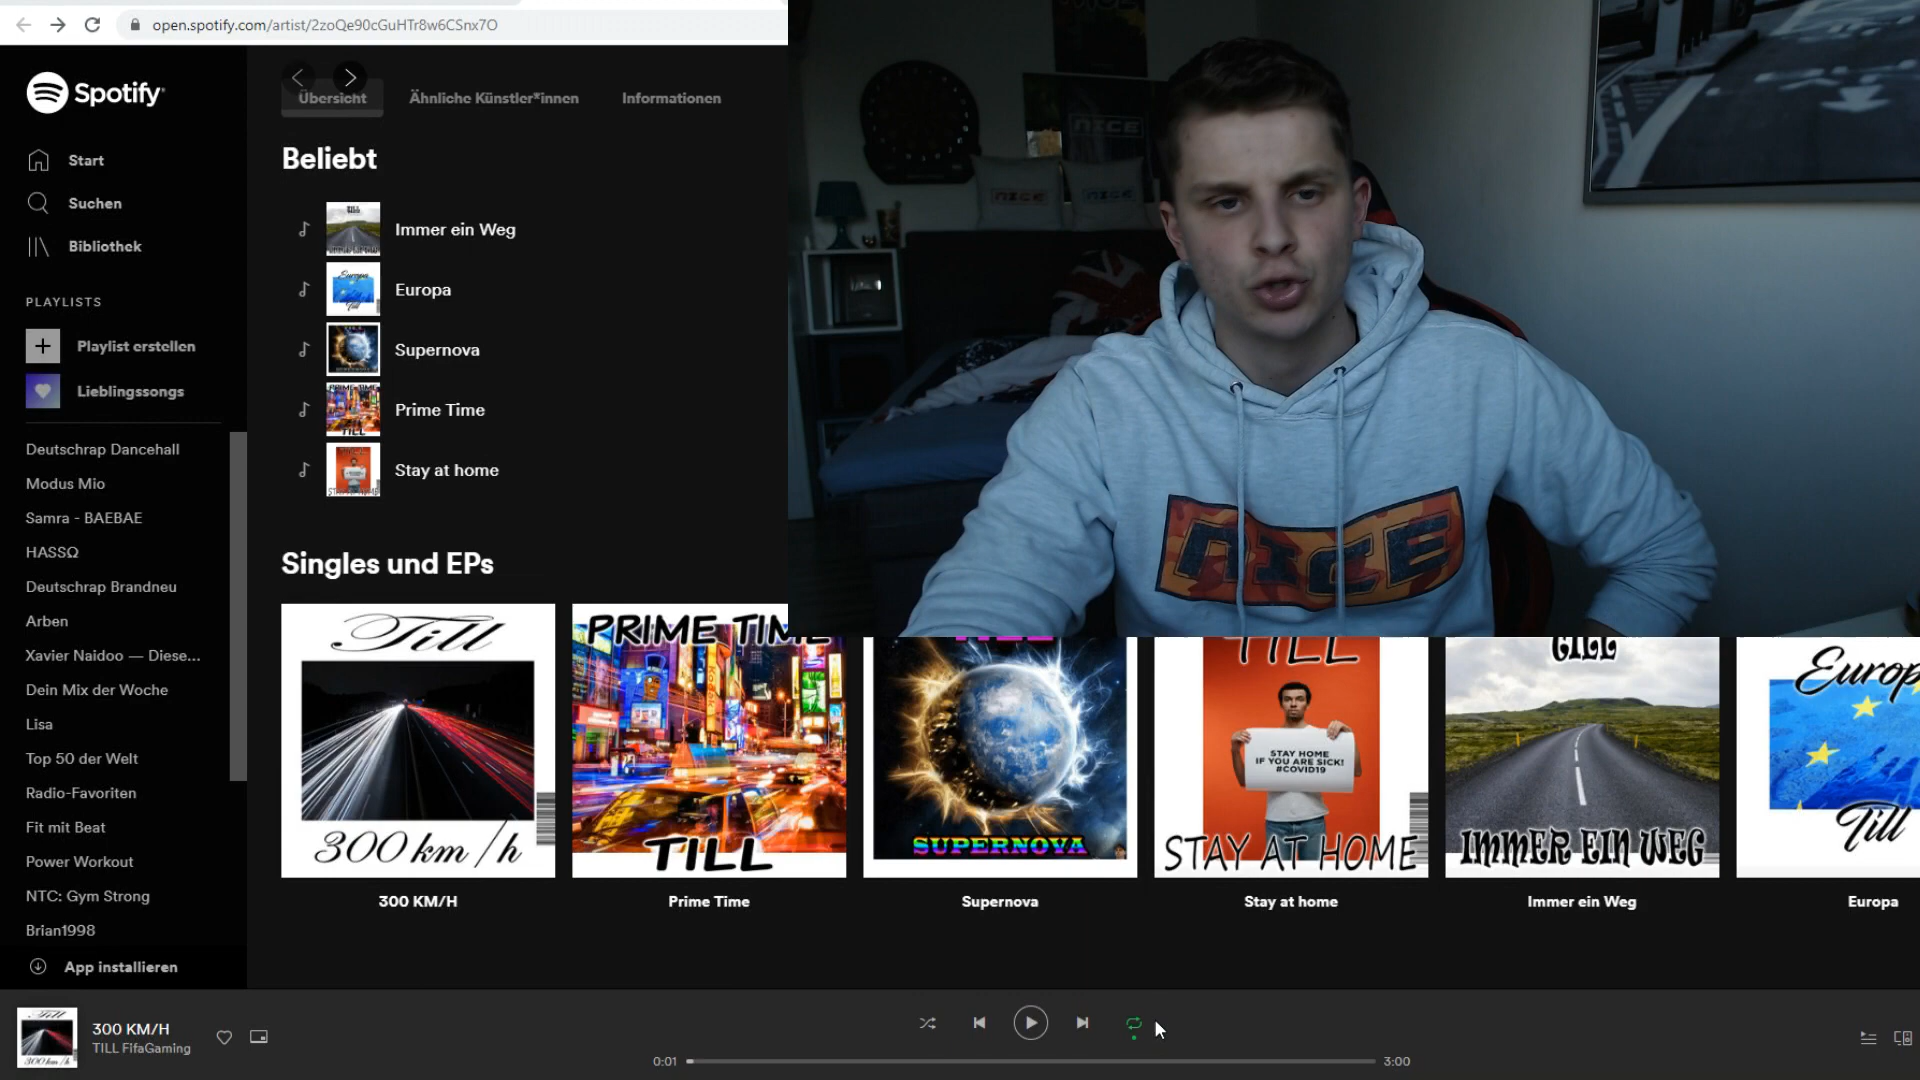 open.spotify.com/artist/2zoQe90cGuHTr8w6CSnx7O
Spotify
Start
Suchen
Bibliothek
PLAYLISTS
Playlist erstellen
Lieblingssongs
Deutschrap Dancehall
Modus Mio
Samra - BAEBAE
HASSΩ
Deutschrap Brandneu
Arben
Xavier Naidoo — Diese...
Dein Mix der Woche
Lisa
Top 50 der Welt
Radio-Favoriten
Fit mit Beat
Power Workout
NTC: Gym Strong
Brian1998
App installieren
Übersicht
Ähnliche Künstler*innen
Informationen
Beliebt
Immer ein Weg
Europa
Supernova
Prime Time
Stay at home
NICE
NICE
NICE
NICE
Singles und EPs
Till
300 km/h
300 KM/H
PRIME TIME
TILL
Prime Time
TILL
SUPERNOVA
Supernova
TILL
STAY HOME
IF YOU ARE SICK!
#COVID19
STAY AT HOME
Stay at home
TILL
IMMER EIN WEG
Immer ein Weg
Europ
Till
Europa
300 KM/H
TILL FifaGaming
0:01
3:00